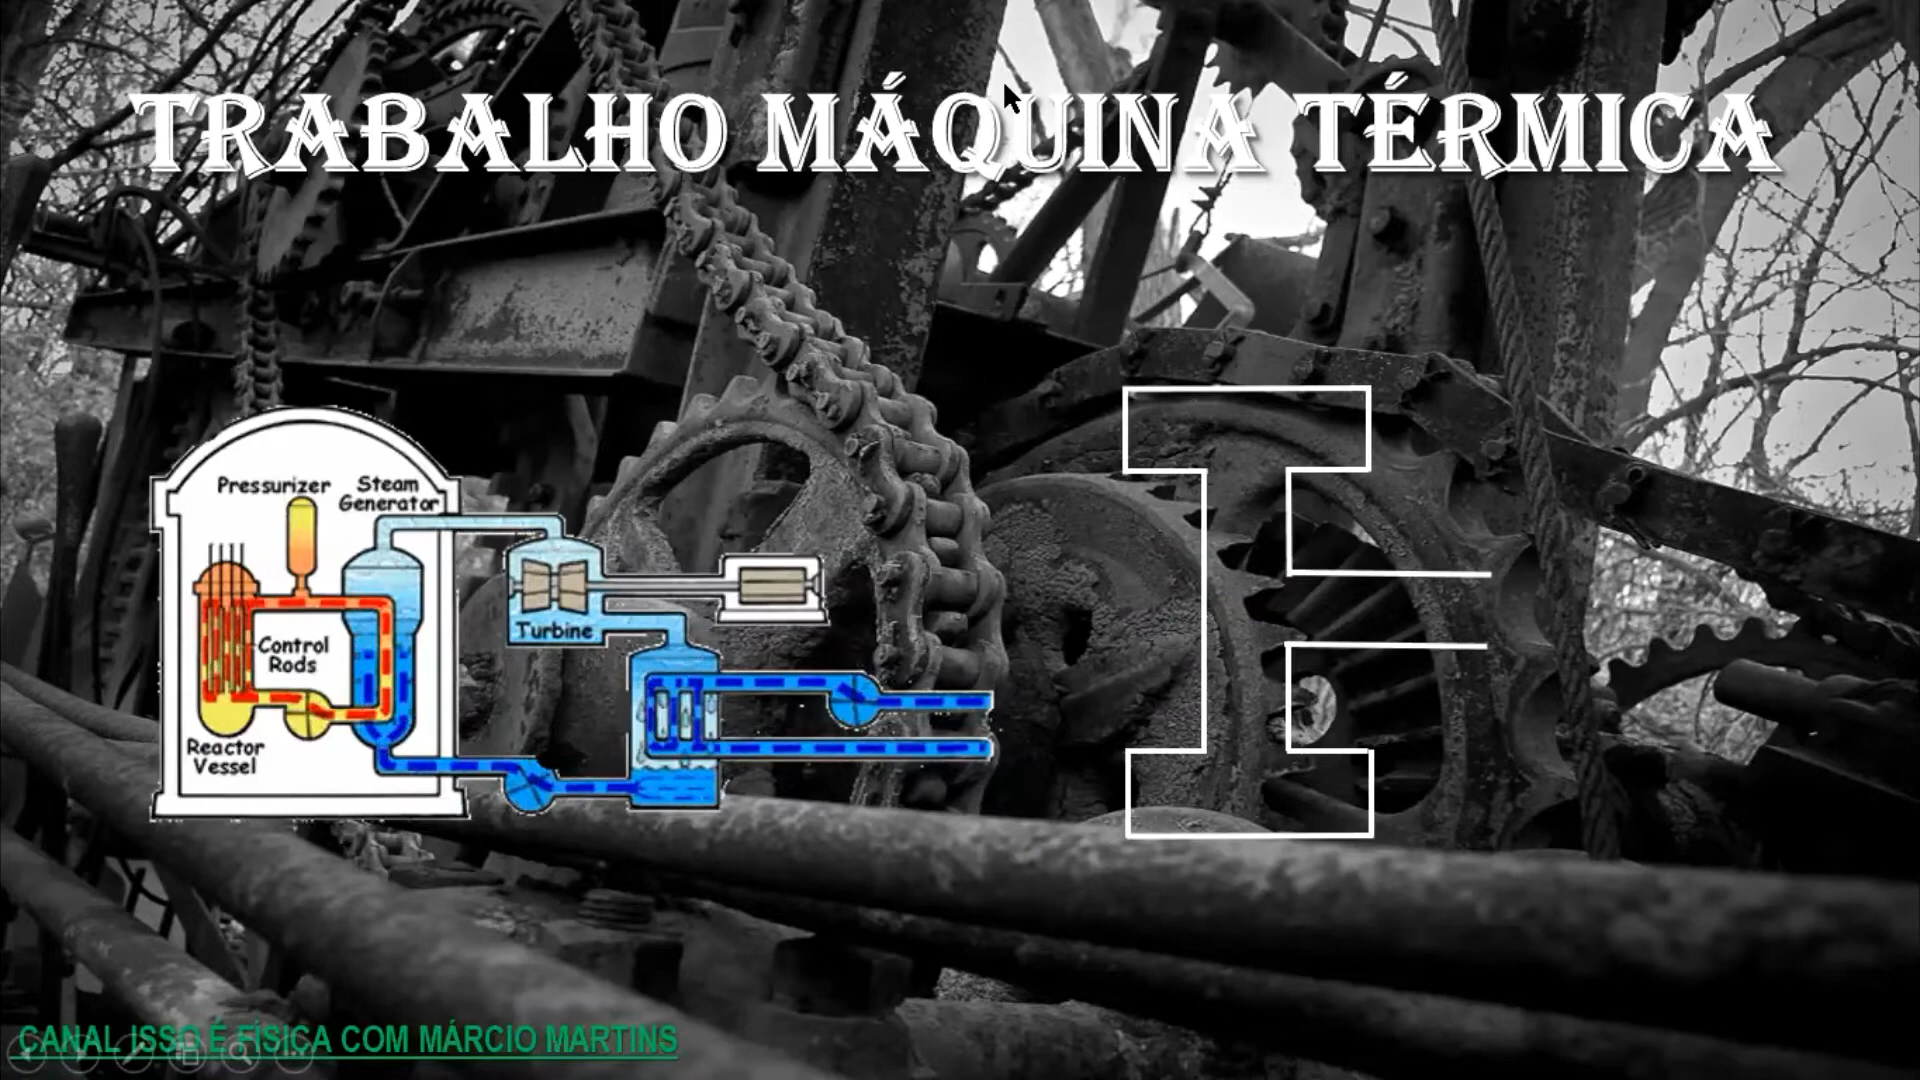 TRABALHO MÁQUINA TÉRMICA
Pressurizer
Steam
Generator
Turbine
Control
Rods
Reactor
Vessel
CANAL ISSO É FÍSICA COM MÁRCIO MARTINS